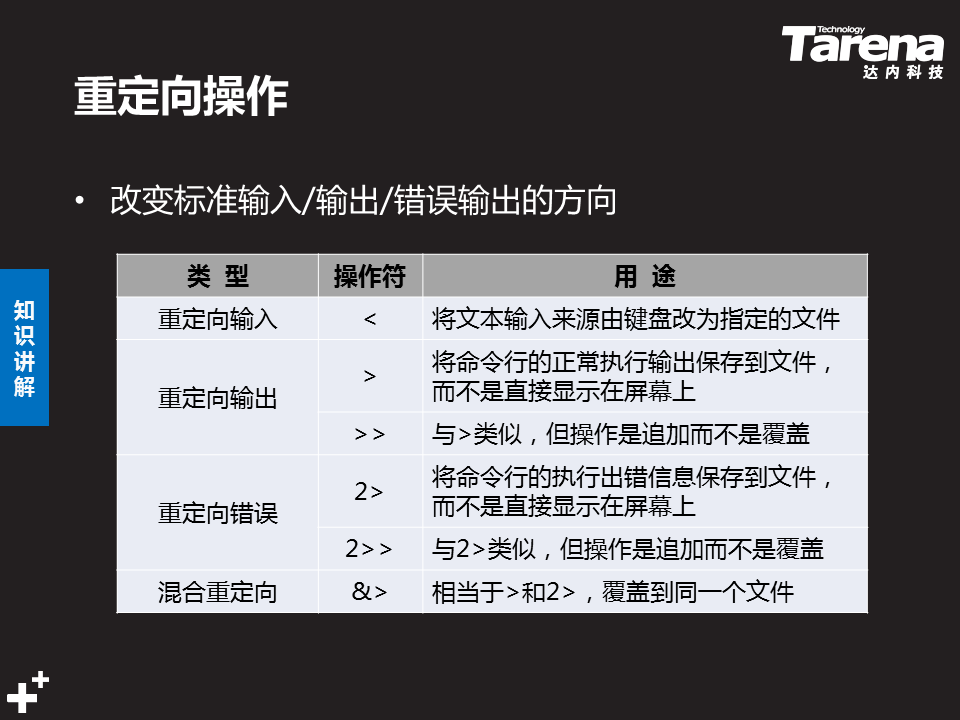 Technology
Tarena
达内科技
重定向操作
• 改变标准输入/输出/错误输出的方向
知识讲解
类 型 操作符 用 途
重定向输入 < 将文本输入来源由键盘改为指定的文件
重定向输出 > 将命令行的正常执行输出保存到文件，
而不是直接显示在屏幕上
>> 与>类似，但操作是追加而不是覆盖
重定向错误 2> 将命令行的执行出错信息保存到文件，
而不是直接显示在屏幕上
2>> 与2>类似，但操作是追加而不是覆盖
混合重定向 &> 相当于>和2>，覆盖到同一个文件